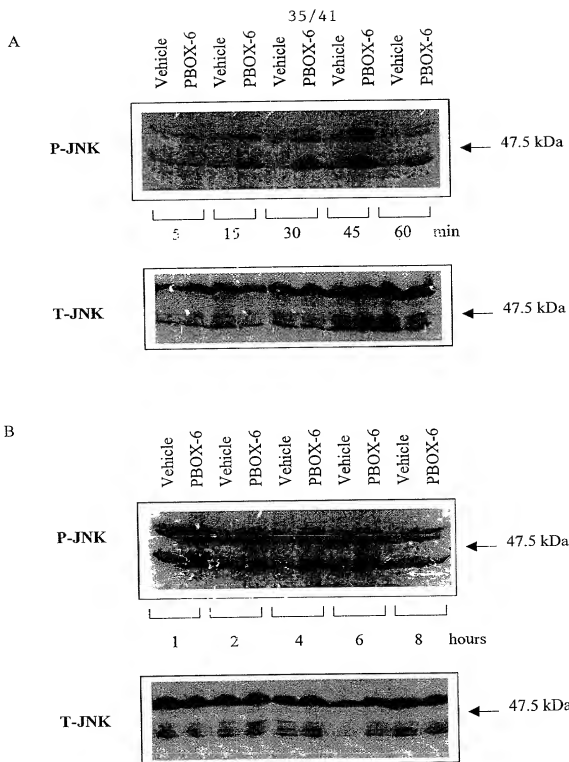 35/41
A
Vehicle PBOX-6 Vehicle PBOX-6 Vehicle PBOX-6 Vehicle PBOX-6 Vehicle PBOX-6
P-JNK
47.5 kDa
5 15 30 45 60 min
T-JNK
47.5 kDa
B
Vehicle PBOX-6 Vehicle PBOX-6 Vehicle PBOX-6 Vehicle PBOX-6 Vehicle PBOX-6
P-JNK
47.5 kDa
1 2 4 6 8 hours
T-JNK
47.5 kDa